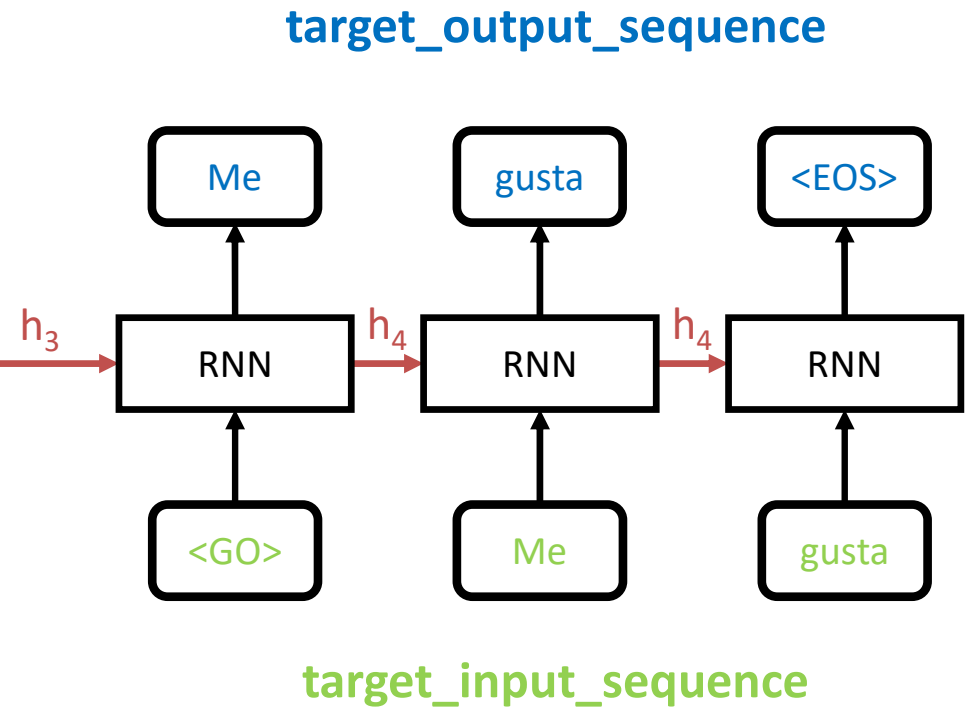 target_output_sequence
Me gusta <EOS>
h₃ h₄ h₄
RNN RNN RNN
<GO> Me gusta
target_input_sequence